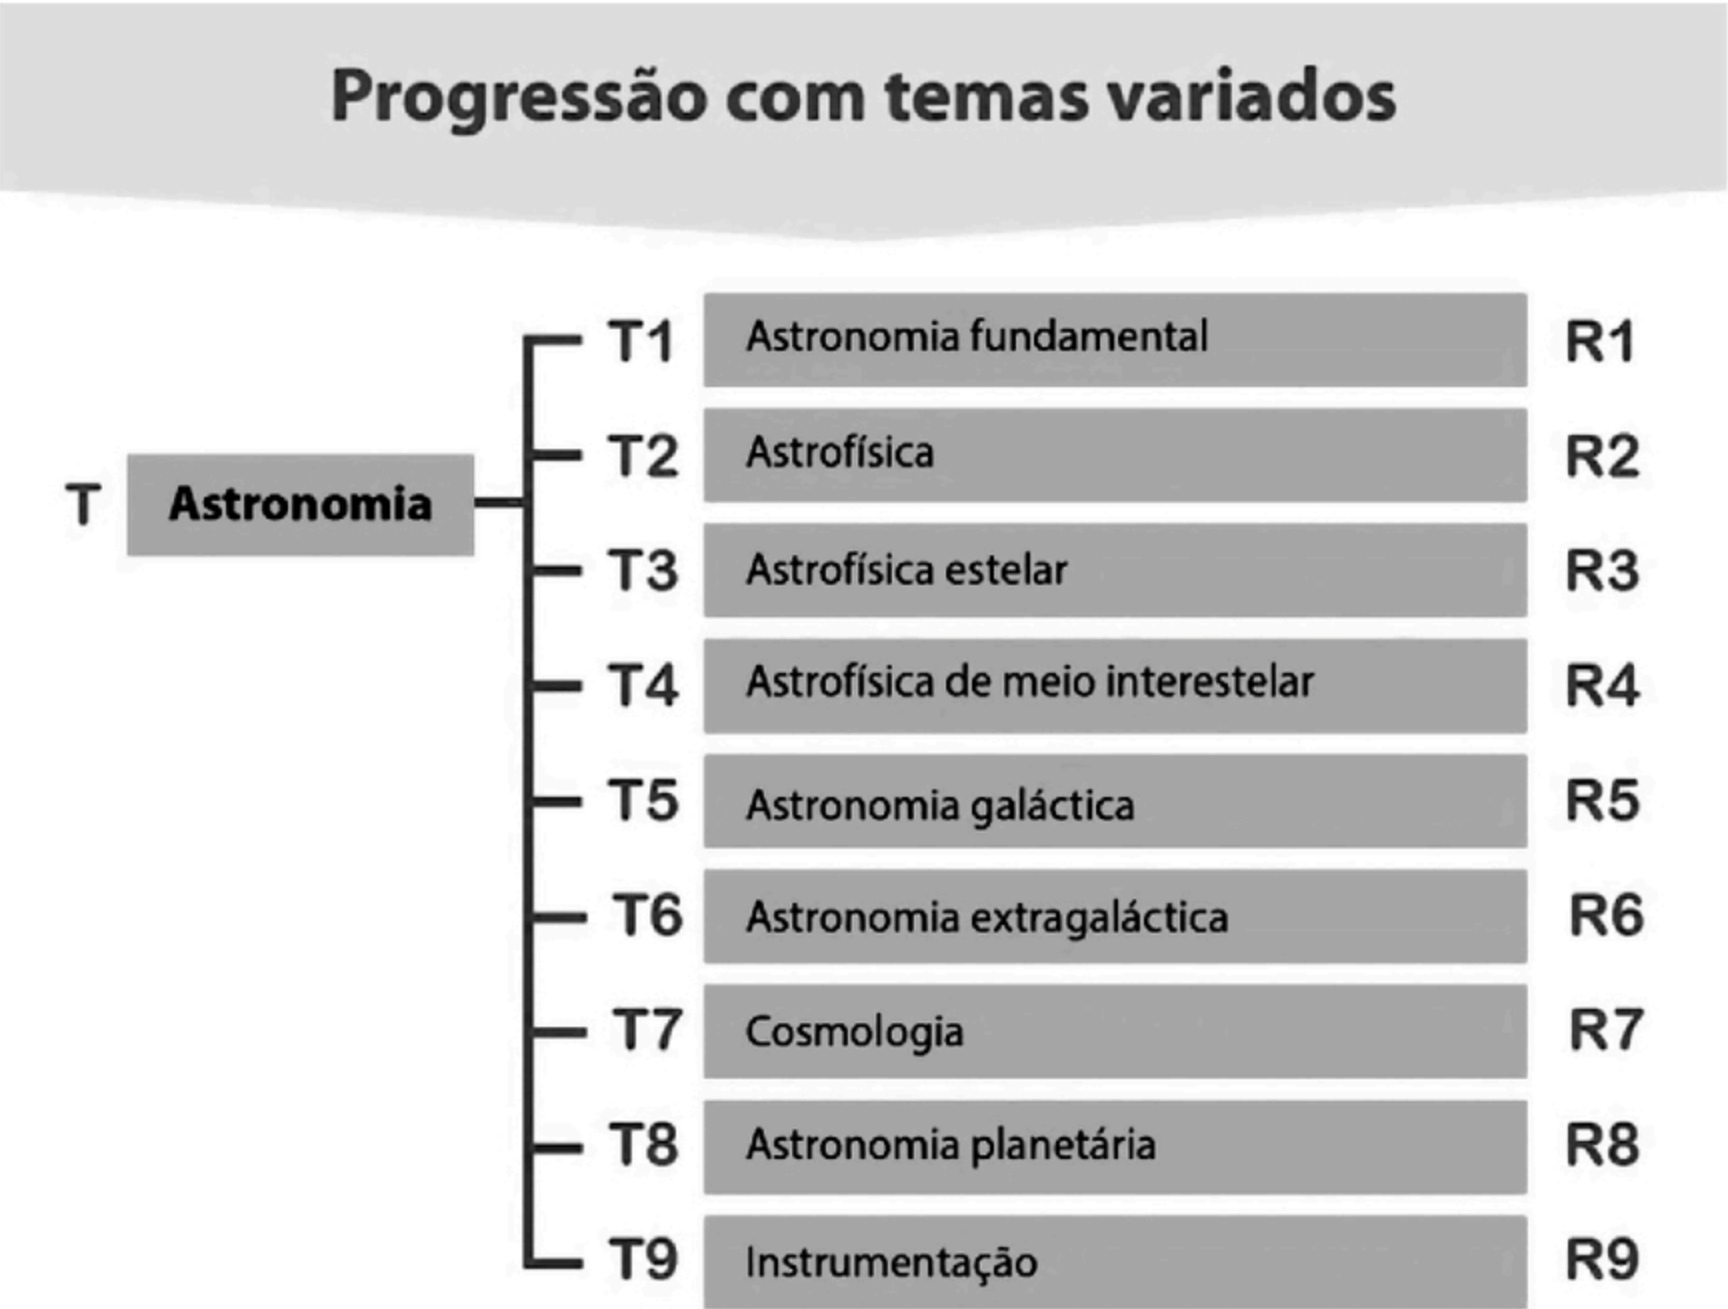 Progressão com temas variados
T1 Astronomia fundamental R1
T2 Astrofísica R2
T Astronomia
T3 Astrofísica estelar R3
T4 Astrofísica de meio interestelar R4
T5 Astronomia galáctica R5
T6 Astronomia extragaláctica R6
T7 Cosmologia R7
T8 Astronomia planetária R8
T9 Instrumentação R9